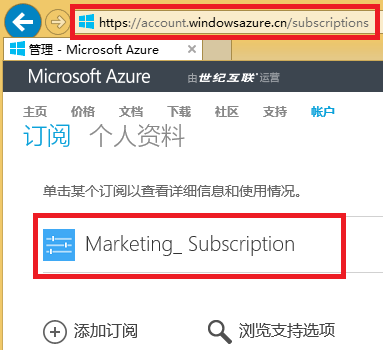 https://account.windowsazure.cn/subscriptions
管理 - Microsoft Azure
Microsoft Azure 由世纪互联运营
主页 价格 文档 下载 社区 支持 帐户
订阅 个人资料
单击某个订阅以查看详细信息和使用情况。
Marketing_ Subscription
添加订阅 浏览支持选项